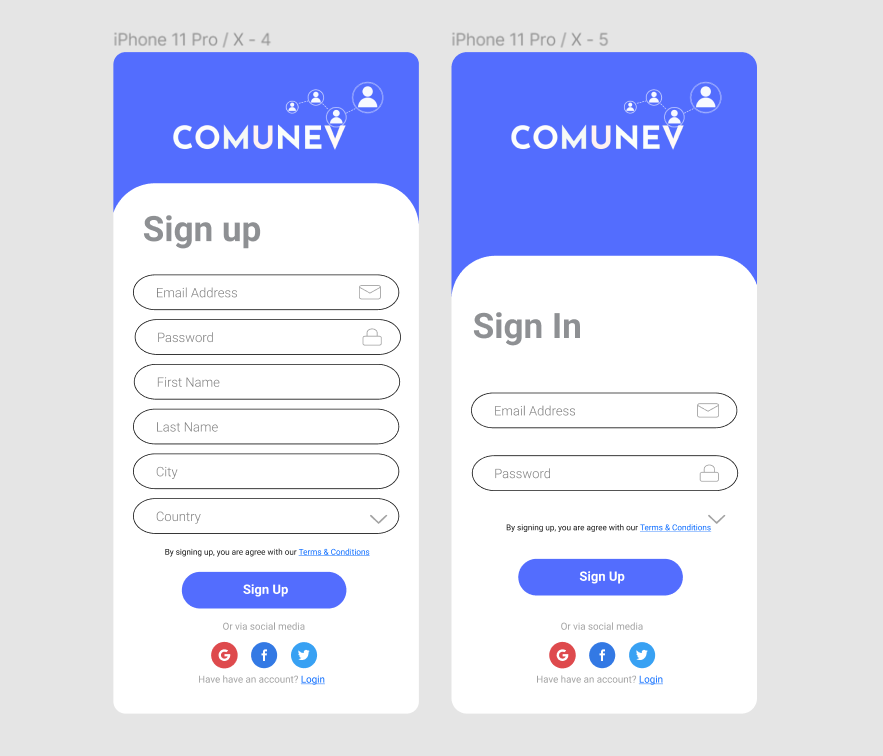 iPhone 11 Pro / X - 4
COMUNEV
Sign up
Email Address
Password
First Name
Last Name
City
Country
By signing up, you are agree with our Terms & Conditions
Sign Up
Or via social media
G
f
Have have an account? Login
iPhone 11 Pro / X - 5
COMUNEV
Sign In
Email Address
Password
By signing up, you are agree with our Terms & Conditions
Sign Up
Or via social media
G
f
Have have an account? Login